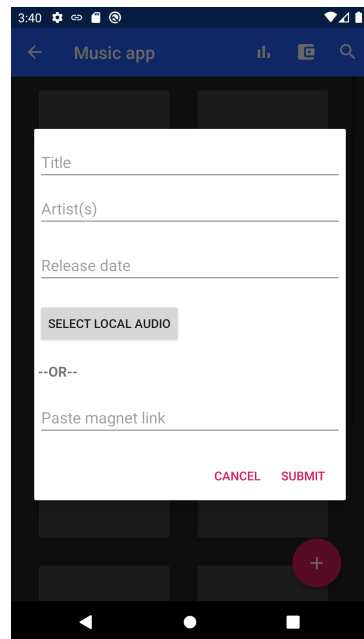 3:40
Music app
Title
Artist(s)
Release date
SELECT LOCAL AUDIO
--OR--
Paste magnet link
CANCEL SUBMIT